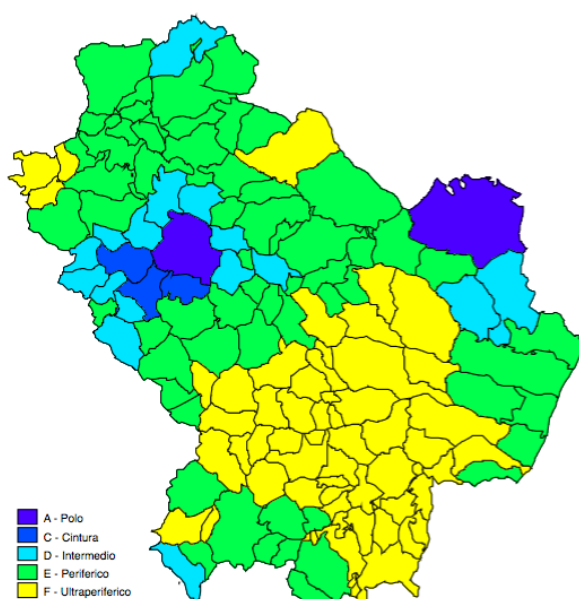 A - Polo
C - Cintura
D - Intermedio
E - Periferico
F - Ultraperiferico